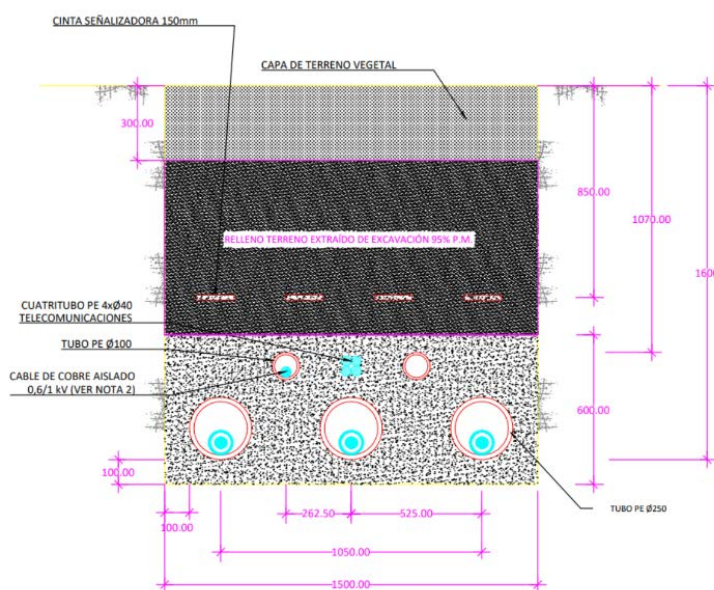 CINTA SEÑALIZADORA 150mm
CAPA DE TERRENO VEGETAL
300.00
850.00
1070.00
RELLENO TERRENO EXTRAÍDO DE EXCAVACIÓN 95% P.M.
CUATRITUBO PE 4xØ40
TELECOMUNICACIONES
TUBO PE Ø100
CABLE DE COBRE AISLADO
0,6/1 kV (VER NOTA 2)
600.00
100.00
100.00
262.50
525.00
TUBO PE Ø250
1050.00
1500.00